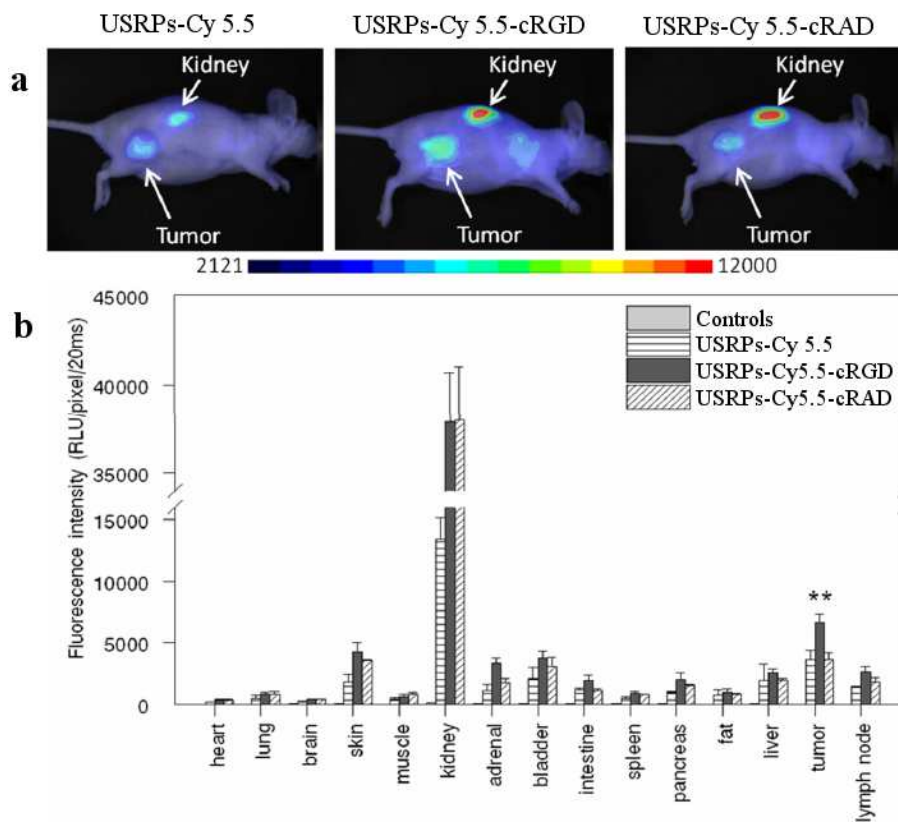 USRPs-Cy 5.5
USRPs-Cy 5.5-cRGD
USRPs-Cy 5.5-cRAD
a
Kidney
Tumor
Kidney
Tumor
Kidney
Tumor
2121
12000
b
Fluorescence intensity (RLU/pixel/20ms)
45000
40000
35000
15000
10000
5000
0
Controls
USRPs-Cy 5.5
USRPs-Cy5.5-cRGD
USRPs-Cy5.5-cRAD
**
heart
lung
brain
skin
muscle
kidney
adrenal
bladder
intestine
spleen
pancreas
fat
liver
tumor
lymph node